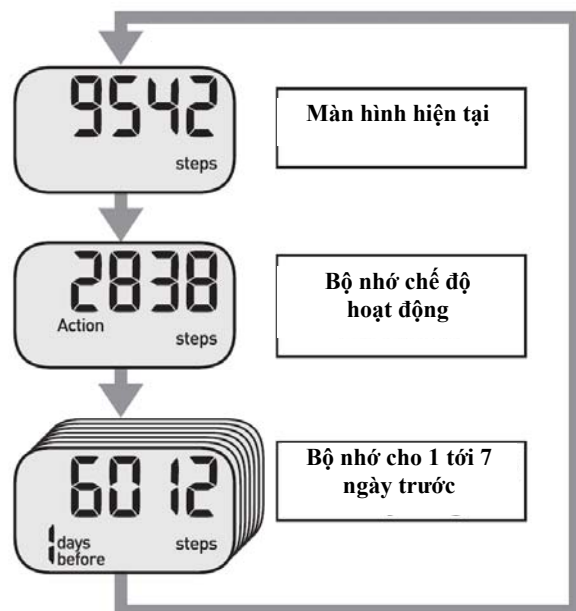 9542
steps
Màn hình hiện tại
2838
Action
steps
Bộ nhớ chế độ
hoạt động
6012
1 days
before
steps
Bộ nhớ cho 1 tới 7
ngày trước